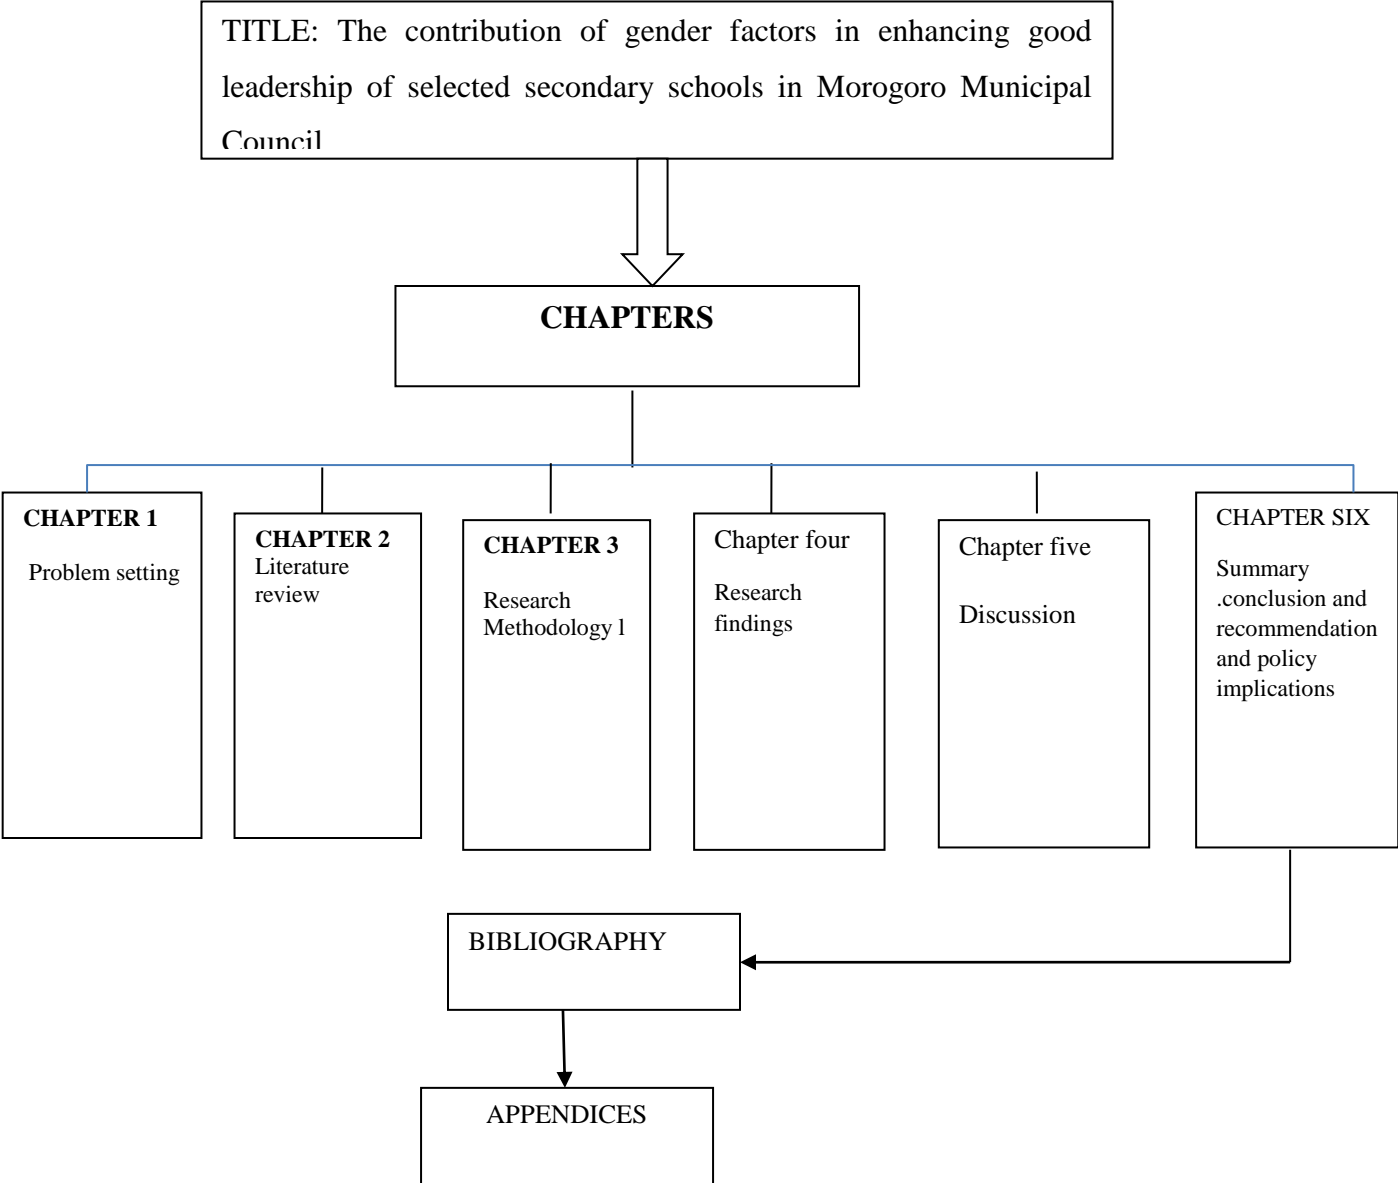 TITLE: The contribution of gender factors in enhancing good
leadership of selected secondary schools in Morogoro Municipal
Council
CHAPTERS
CHAPTER 1
Problem setting
CHAPTER 2
Literature
review
CHAPTER 3
Research
Methodology l
Chapter four
Research
findings
Chapter five
Discussion
CHAPTER SIX
Summary
.conclusion and
recommendation
and policy
implications
BIBLIOGRAPHY
APPENDICES